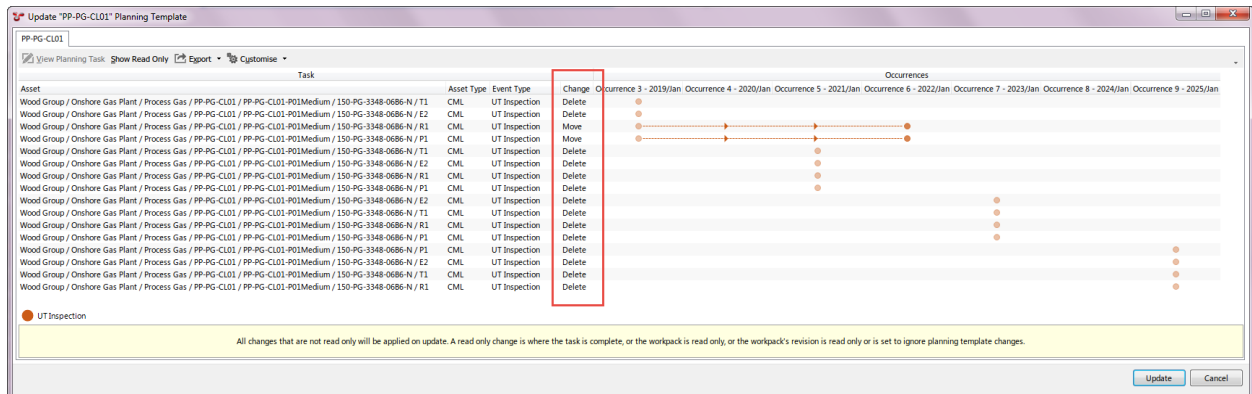 Update "PP-PG-CL01" Planning Template
PP-PG-CL01
View Planning Task Show Read Only Export Customise
Task Occurrences
Asset Asset Type Event Type Change Occurrence 3 - 2019/Jan Occurrence 4 - 2020/Jan Occurrence 5 - 2021/Jan Occurrence 6 - 2022/Jan Occurrence 7 - 2023/Jan Occurrence 8 - 2024/Jan Occurrence 9 - 2025/Jan
Wood Group / Onshore Gas Plant / Process Gas / PP-PG-CL01 / PP-PG-CL01-P01Medium / 150-PG-3348-06B6-N / T1 CML UT Inspection Delete
Wood Group / Onshore Gas Plant / Process Gas / PP-PG-CL01 / PP-PG-CL01-P01Medium / 150-PG-3348-06B6-N / E2 CML UT Inspection Delete
Wood Group / Onshore Gas Plant / Process Gas / PP-PG-CL01 / PP-PG-CL01-P01Medium / 150-PG-3348-06B6-N / R1 CML UT Inspection Move
Wood Group / Onshore Gas Plant / Process Gas / PP-PG-CL01 / PP-PG-CL01-P01Medium / 150-PG-3348-06B6-N / P1 CML UT Inspection Move
Wood Group / Onshore Gas Plant / Process Gas / PP-PG-CL01 / PP-PG-CL01-P01Medium / 150-PG-3348-06B6-N / T1 CML UT Inspection Delete
Wood Group / Onshore Gas Plant / Process Gas / PP-PG-CL01 / PP-PG-CL01-P01Medium / 150-PG-3348-06B6-N / E2 CML UT Inspection Delete
Wood Group / Onshore Gas Plant / Process Gas / PP-PG-CL01 / PP-PG-CL01-P01Medium / 150-PG-3348-06B6-N / R1 CML UT Inspection Delete
Wood Group / Onshore Gas Plant / Process Gas / PP-PG-CL01 / PP-PG-CL01-P01Medium / 150-PG-3348-06B6-N / P1 CML UT Inspection Delete
Wood Group / Onshore Gas Plant / Process Gas / PP-PG-CL01 / PP-PG-CL01-P01Medium / 150-PG-3348-06B6-N / E2 CML UT Inspection Delete
Wood Group / Onshore Gas Plant / Process Gas / PP-PG-CL01 / PP-PG-CL01-P01Medium / 150-PG-3348-06B6-N / T1 CML UT Inspection Delete
Wood Group / Onshore Gas Plant / Process Gas / PP-PG-CL01 / PP-PG-CL01-P01Medium / 150-PG-3348-06B6-N / R1 CML UT Inspection Delete
Wood Group / Onshore Gas Plant / Process Gas / PP-PG-CL01 / PP-PG-CL01-P01Medium / 150-PG-3348-06B6-N / P1 CML UT Inspection Delete
Wood Group / Onshore Gas Plant / Process Gas / PP-PG-CL01 / PP-PG-CL01-P01Medium / 150-PG-3348-06B6-N / P1 CML UT Inspection Delete
Wood Group / Onshore Gas Plant / Process Gas / PP-PG-CL01 / PP-PG-CL01-P01Medium / 150-PG-3348-06B6-N / E2 CML UT Inspection Delete
Wood Group / Onshore Gas Plant / Process Gas / PP-PG-CL01 / PP-PG-CL01-P01Medium / 150-PG-3348-06B6-N / T1 CML UT Inspection Delete
Wood Group / Onshore Gas Plant / Process Gas / PP-PG-CL01 / PP-PG-CL01-P01Medium / 150-PG-3348-06B6-N / R1 CML UT Inspection Delete
UT Inspection
All changes that are not read only will be applied on update. A read only change is where the task is complete, or the workpack is read only, or the workpack's revision is read only or is set to ignore planning template changes.
Update Cancel